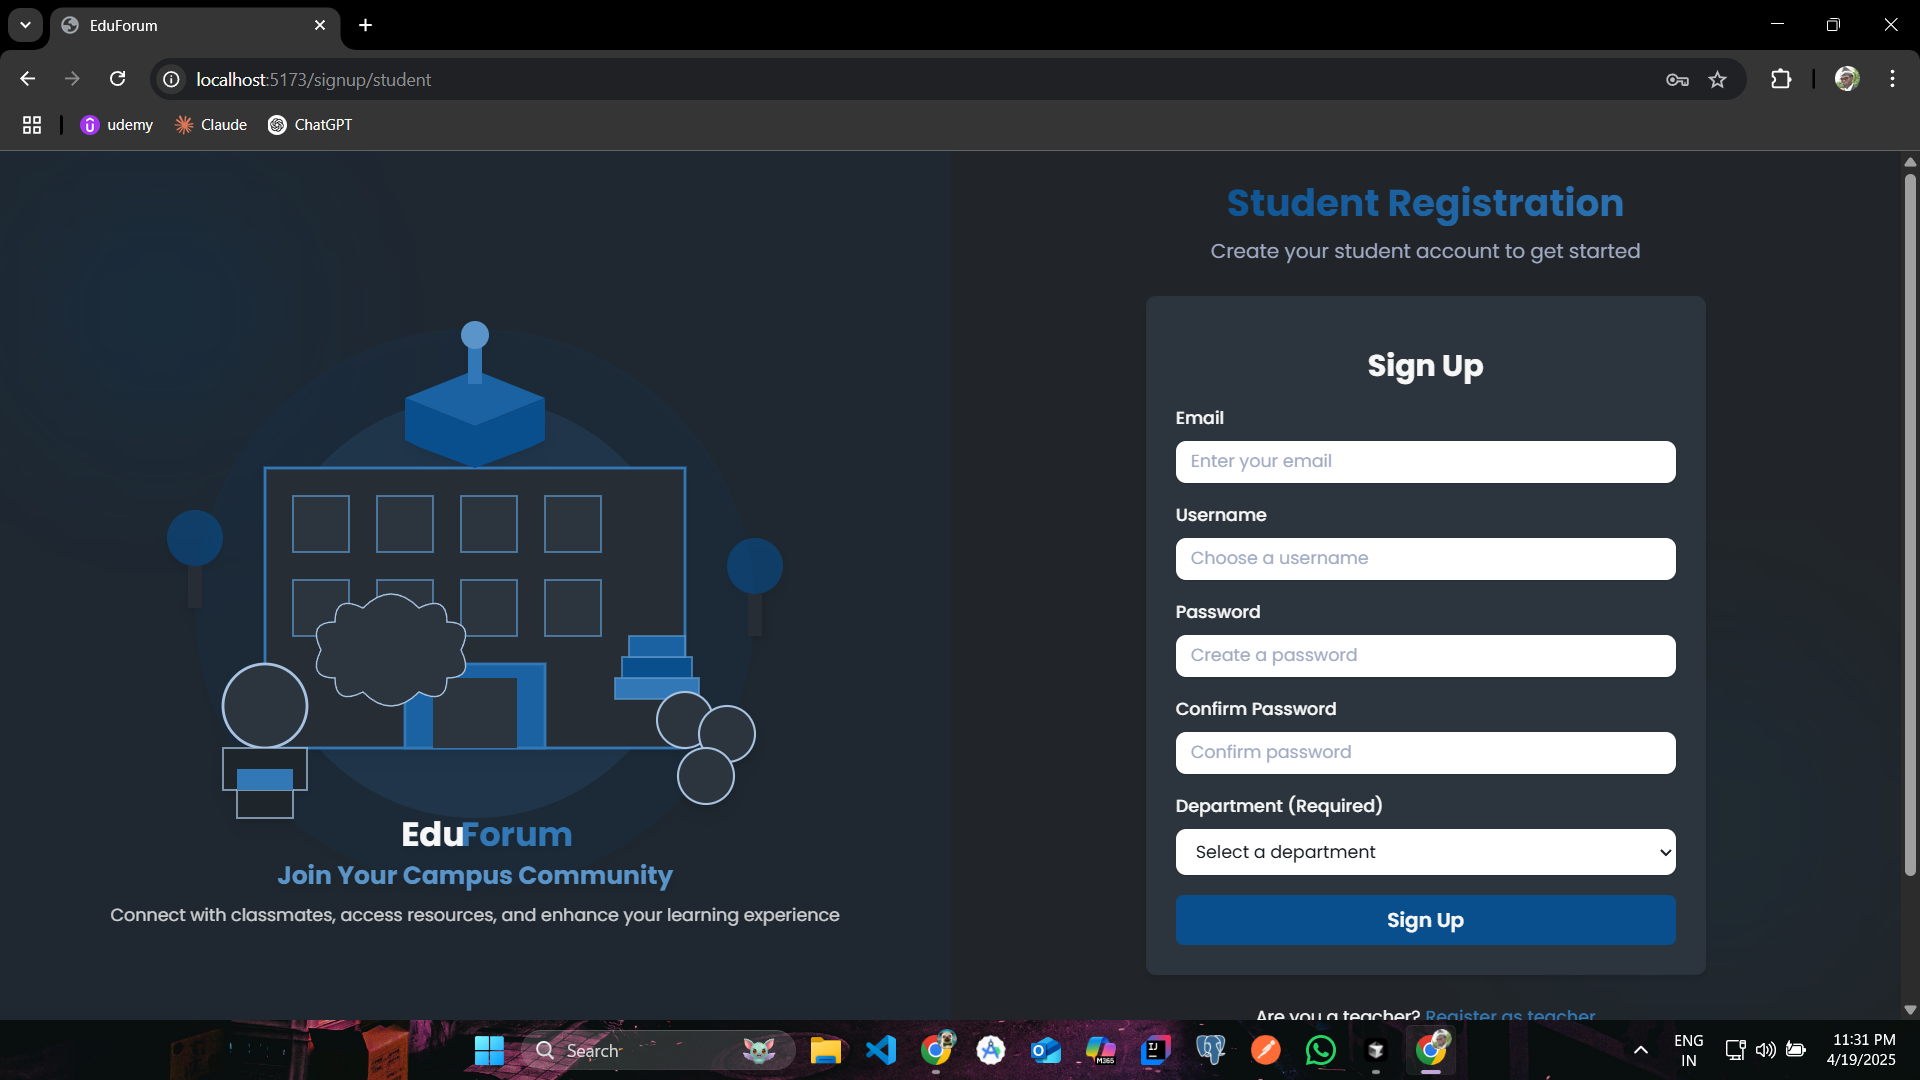 EduForum
localhost:5173/signup/student
udemy
Claude
ChatGPT
EduForum
Join Your Campus Community
Connect with classmates, access resources, and enhance your learning experience
Student Registration
Create your student account to get started
Sign Up
Email
Enter your email
Username
Choose a username
Password
Create a password
Confirm Password
Confirm password
Department (Required)
Select a department
Sign Up
Are you a teacher? Register as teacher
Search
M365
IJ
ENG
IN
11:31 PM
4/19/2025